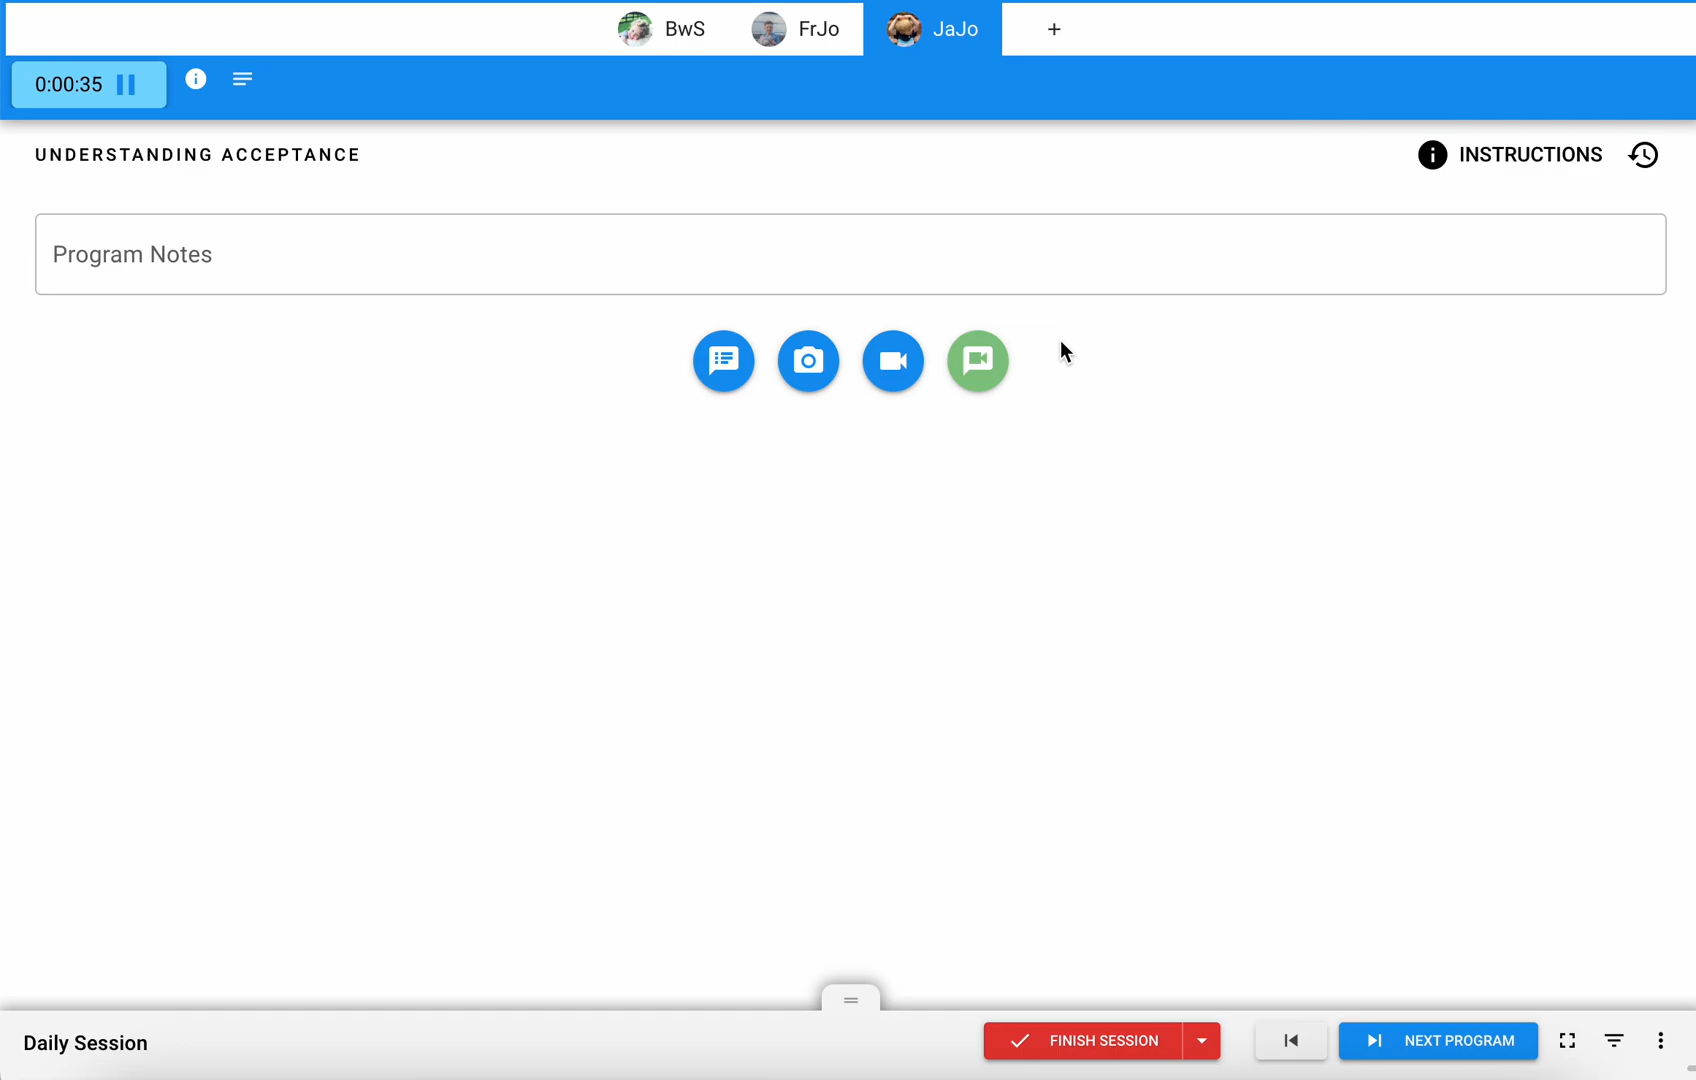 BwS
FrJo
JaJo
+
0:00:35
UNDERSTANDING ACCEPTANCE
INSTRUCTIONS
Program Notes
Daily Session
FINISH SESSION
NEXT PROGRAM